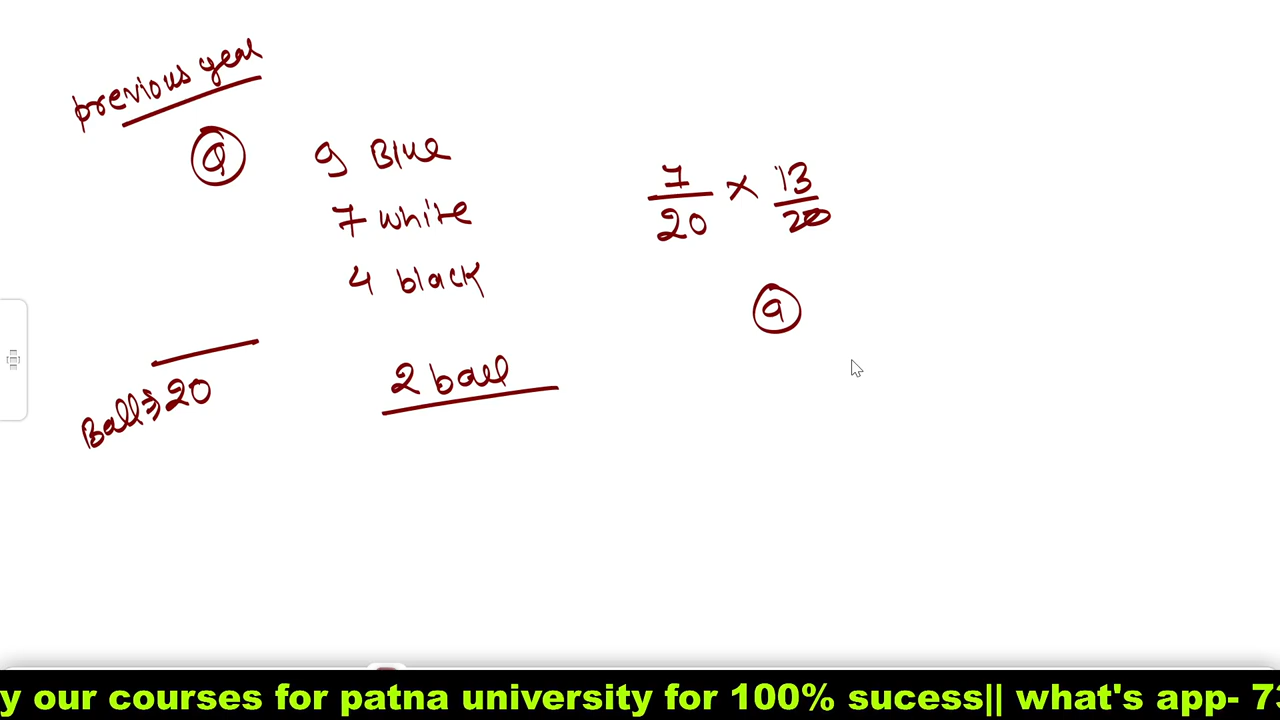 previous year
Q
9 Blue
7 white
4 black
Ball⇒20
2 ball
7/20 × 13/20
a
y our courses for patna university for 100% sucess|| what's app- 73